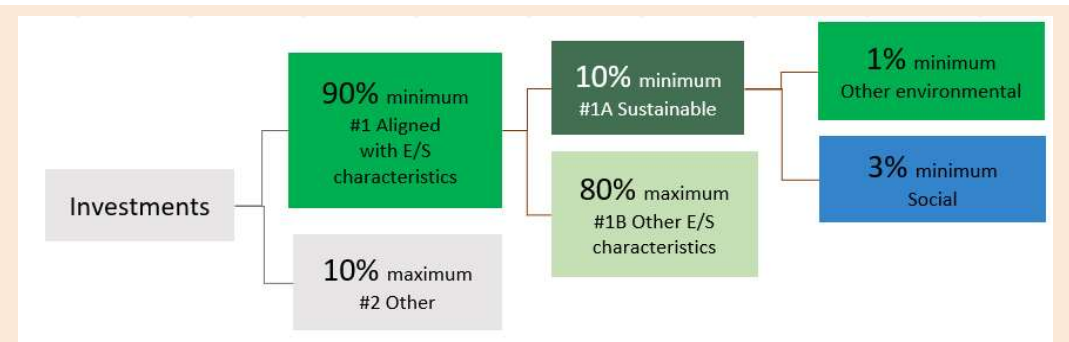 Investments
90% minimum
#1 Aligned
with E/S
characteristics
10% maximum
#2 Other
10% minimum
#1A Sustainable
80% maximum
#1B Other E/S
characteristics
1% minimum
Other environmental
3% minimum
Social